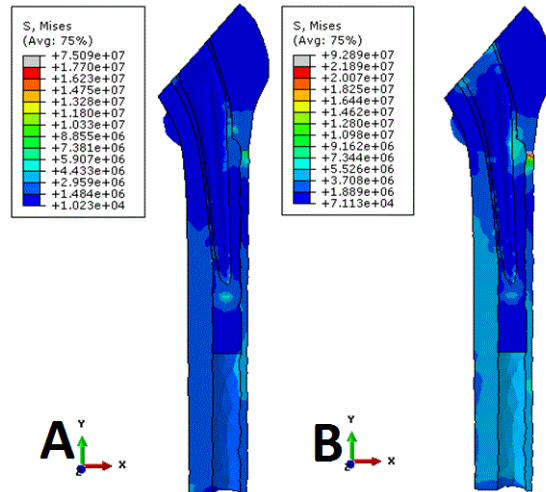 S, Mises
(Avg: 75%)
+7.509e+07
+1.770e+07
+1.623e+07
+1.475e+07
+1.328e+07
+1.180e+07
+1.033e+07
+8.855e+06
+7.381e+06
+5.907e+06
+4.433e+06
+2.959e+06
+1.484e+06
+1.023e+04
A
Y
X
Z
S, Mises
(Avg: 75%)
+9.289e+07
+2.189e+07
+2.007e+07
+1.825e+07
+1.644e+07
+1.462e+07
+1.280e+07
+1.098e+07
+9.162e+06
+7.344e+06
+5.526e+06
+3.708e+06
+1.889e+06
+7.113e+04
B
Y
X
Z